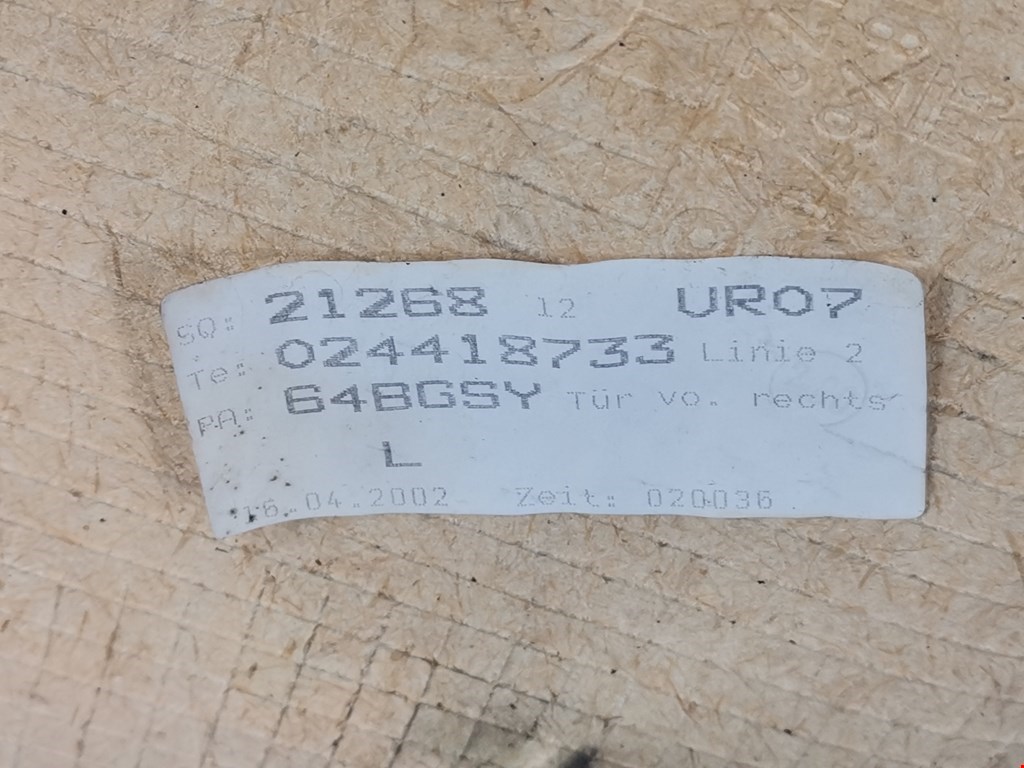 SQ: 21268 12 UR07
Te: 024418733 Linie 2
PA: 64BGSY Tür vo. rechts
L
16.04.2002 Zeit: 020036